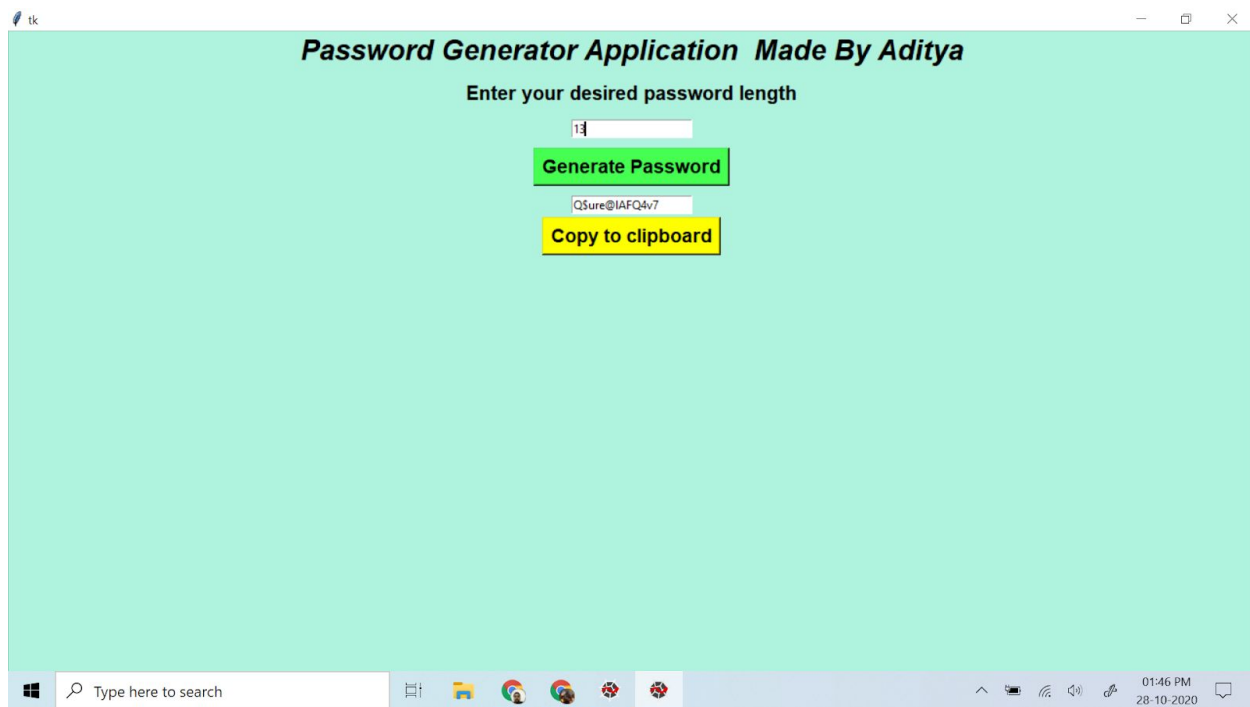 tk
Password Generator Application  Made By Aditya
Enter your desired password length
13
Generate Password
Q$ure@IAFQ4v7
Copy to clipboard
Type here to search
01:46 PM
28-10-2020